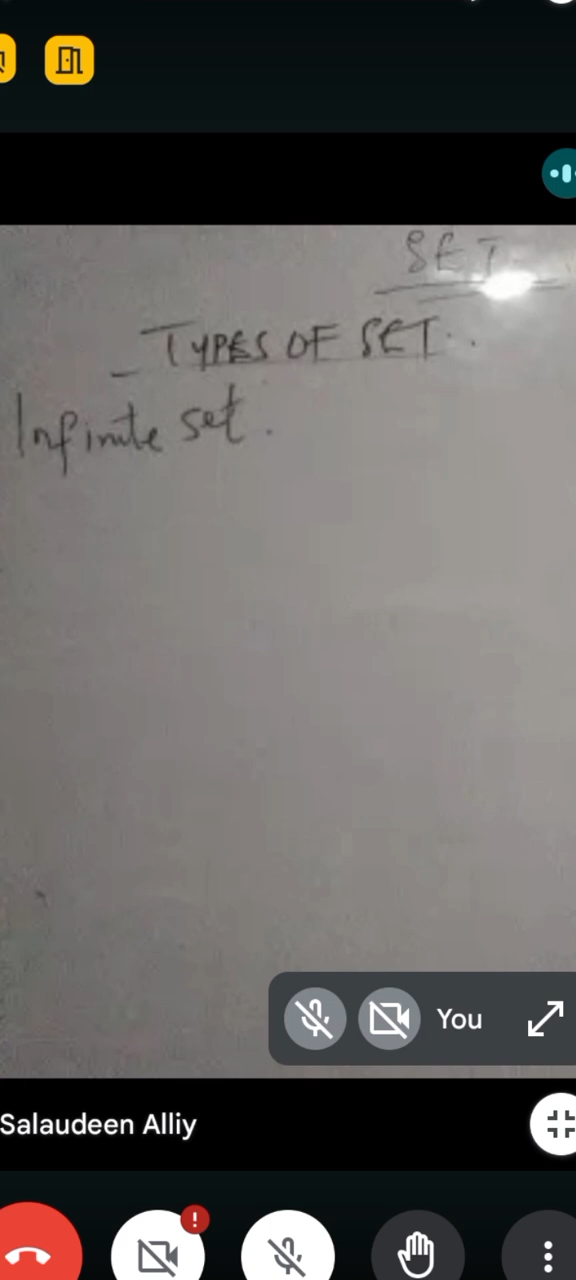 SET
TYPES OF SET..
Infinite set.
You
Salaudeen Alliy
!